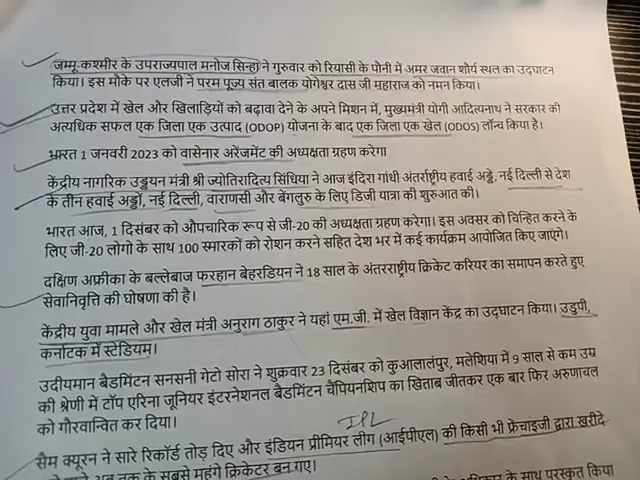 जम्मू-कश्मीर के उपराज्यपाल मनोज सिन्हा ने गुरुवार को रियासी के पौनी में अमर जवान शौर्य स्थल का उद्घाटन
किया। इस मौके पर एलजी ने परम पूज्य संत बालक योगेश्वर दास जी महाराज को नमन किया।
उत्तर प्रदेश में खेल और खिलाड़ियों को बढ़ावा देने के अपने मिशन में, मुख्यमंत्री योगी आदित्यनाथ ने सरकार की
अत्यधिक सफल एक जिला एक उत्पाद (ODOP) योजना के बाद एक जिला एक खेल (ODOS) लॉन्च किया है।
भारत 1 जनवरी 2023 को वासेनार अरेंजमेंट की अध्यक्षता ग्रहण करेगा
केंद्रीय नागरिक उड्डयन मंत्री श्री ज्योतिरादित्य सिंधिया ने आज इंदिरा गांधी अंतर्राष्ट्रीय हवाई अड्डे, नई दिल्ली से देश
के तीन हवाई अड्डों, नई दिल्ली, वाराणसी और बेंगलुरु के लिए डिजी यात्रा की शुरुआत की।
भारत आज, 1 दिसंबर को औपचारिक रूप से जी-20 की अध्यक्षता ग्रहण करेगा। इस अवसर को चिन्हित करने के
लिए जी-20 लोगो के साथ 100 स्मारकों को रोशन करने सहित देश भर में कई कार्यक्रम आयोजित किए जाएंगे।
दक्षिण अफ्रीका के बल्लेबाज फरहान बेहरडियन ने 18 साल के अंतरराष्ट्रीय क्रिकेट करियर का समापन करते हुए
सेवानिवृत्ति की घोषणा की है।
केंद्रीय युवा मामले और खेल मंत्री अनुराग ठाकुर ने यहां एम.जी. में खेल विज्ञान केंद्र का उद्घाटन किया। उडुपी,
कर्नाटक में स्टेडियम।
उदीयमान बैडमिंटन सनसनी गेटो सोरा ने शुक्रवार 23 दिसंबर को कुआलालंपुर, मलेशिया में 9 साल से कम उम्र
की श्रेणी में टॉप एरिना जूनियर इंटरनेशनल बैडमिंटन चैंपियनशिप का खिताब जीतकर एक बार फिर अरुणाचल
को गौरवान्वित कर दिया।
IPL
सैम क्यूरन ने सारे रिकॉर्ड तोड़ दिए और इंडियन प्रीमियर लीग (आईपीएल) की किसी भी फ्रेंचाइजी द्वारा खरीदे
अब तक के सबसे महंगे क्रिकेटर बन गए।
के साथ पुरस्कृत किया